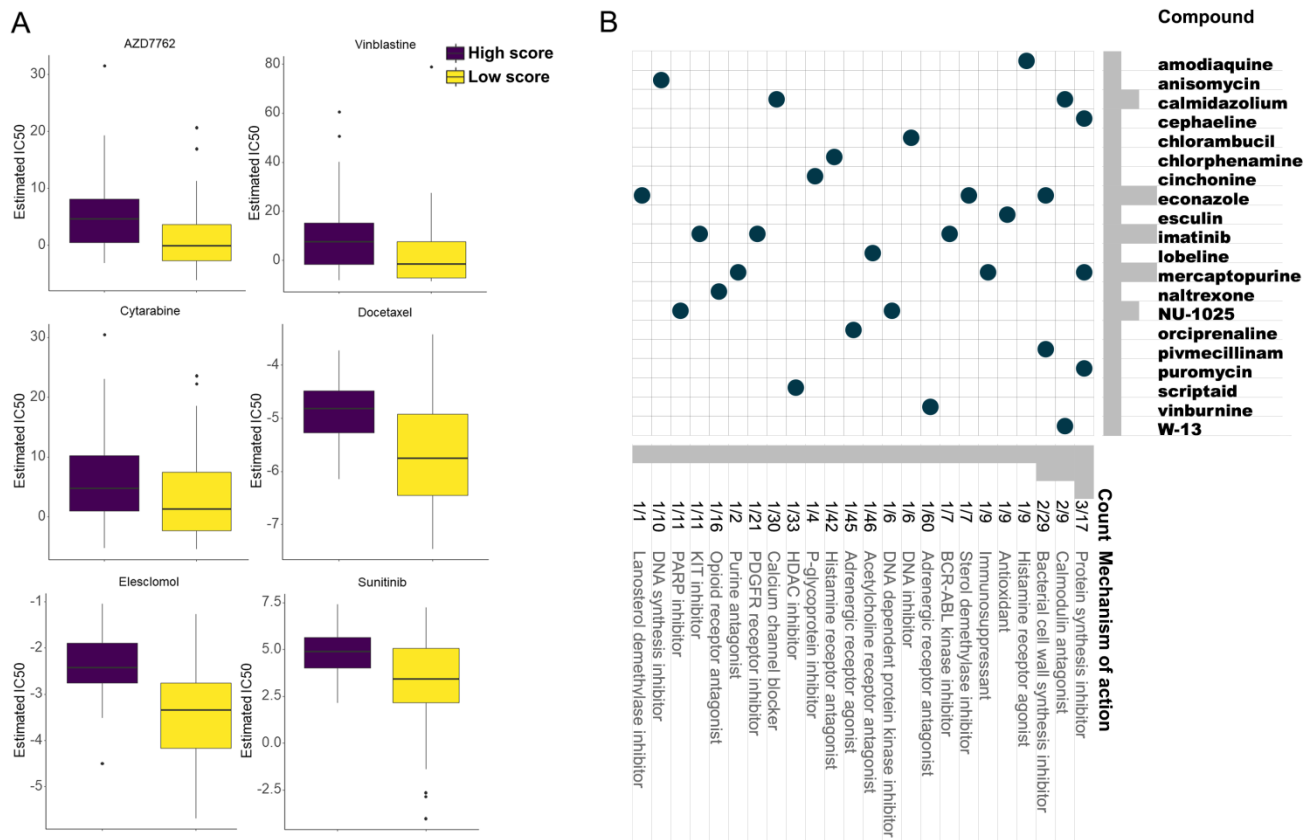 A
AZD7762
Estimated IC50
30
20
10
0
Vinblastine
Estimated IC50
80
60
40
20
0
High score
Low score
Cytarabine
Estimated IC50
30
20
10
0
Docetaxel
Estimated IC50
-4
-5
-6
-7
Elesclomol
Estimated IC50
-1
-2
-3
-4
-5
Sunitinib
Estimated IC50
7.5
5.0
2.5
0.0
-2.5
B
Compound
amodiaquine
anisomycin
calmidazolium
cephaeline
chlorambucil
chlorphenamine
cinchonine
econazole
esculin
imatinib
lobeline
mercaptopurine
naltrexone
NU-1025
orciprenaline
pivmecillinam
puromycin
scriptaid
vinburnine
W-13
Count Mechanism of action
3/17 Protein synthesis inhibitor
2/9 Calmodulin antagonist
2/29 Bacterial cell wall synthesis inhibitor
1/9 Histamine receptor agonist
1/9 Antioxidant
1/9 Immunosuppressant
1/7 Sterol demethylase inhibitor
1/7 BCR-ABL kinase inhibitor
1/60 Adrenergic receptor antagonist
1/6 DNA inhibitor
1/6 DNA dependent protein kinase inhibitor
1/46 Acetylcholine receptor antagonist
1/45 Adrenergic receptor agonist
1/42 Histamine receptor antagonist
1/4 P-glycoprotein inhibitor
1/33 HDAC inhibitor
1/30 Calcium channel blocker
1/21 PDGFR receptor inhibitor
1/2 Purine antagonist
1/16 Opioid receptor antagonist
1/11 KIT inhibitor
1/11 PARP inhibitor
1/10 DNA synthesis inhibitor
1/1 Lanosterol demethylase inhibitor